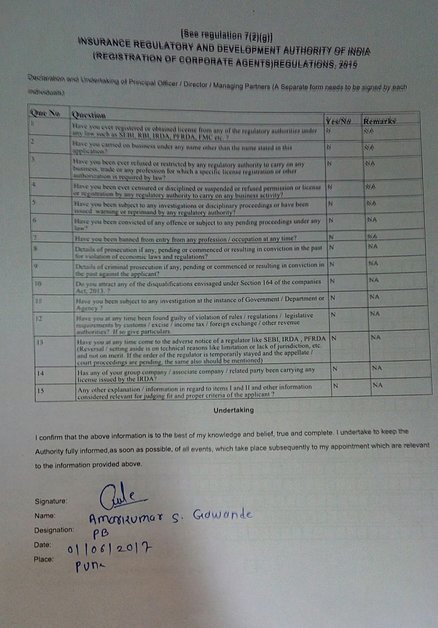 [See regulation 7(2)(g)]
INSURANCE REGULATORY AND DEVELOPMENT AUTHORITY OF INDIA
(REGISTRATION OF CORPORATE AGENTS)REGULATIONS, 2015
Declaration and Undertaking of Principal Officer / Director / Managing Partners (A Separate form needs to be signed by each
individuals)
Que No Question Yes/No Remarks
1 Have you ever registered or obtained license from any of the regulatory authorities under N NA
any law such as SEBI, RBI, IRDA, PFRDA, FMC etc. ?
2 Have you carried on business under any name other than the name stated in this N NA
application?
3 Have you been ever refused or restricted by any regulatory authority to carry on any N NA
business, trade or any profession for which a specific license registration or other
authorization is required by law?
4 Have you been ever censured or disciplined or suspended or refused permission or license N NA
or registration by any regulatory authority to carry on any business activity?
5 Have you been subject to any investigations or disciplinary proceedings or have been N NA
issued warning or reprimand by any regulatory authority?
6 Have you been convicted of any offence or subject to any pending proceedings under any N NA
law?
7 Have you been banned from entry from any profession / occupation at any time? N NA
8 Details of prosecution if any, pending or commenced or resulting in conviction in the past N NA
for violation of economic laws and regulations?
9 Details of criminal prosecution if any, pending or commenced or resulting in conviction in N NA
the past against the applicant?
10 Do you attract any of the disqualifications envisaged under Section 164 of the companies N NA
Act, 2013. ?
11 Have you been subject to any investigation at the instance of Government / Department or N NA
Agency ?
12 Have you at any time been found guilty of violation of rules / regulations / legislative N NA
requirements by customs / excise / income tax / foreign exchange / other revenue
authorities? If so give particulars
13 Have you at any time come to the adverse notice of a regulator like SEBI, IRDA , PFRDA N NA
(Reversal / setting aside is on technical reasons like limitation or lack of jurisdiction, etc.
and not on merit. If the order of the regulator is temporarily stayed and the appellate /
court proceedings are pending, the same also should be mentioned)
14 Has any of your group company / associate company / related party been carrying any N NA
license issued by the IRDA?
15 Any other explanation / information in regard to items I and II and other information N NA
considered relevant for judging fit and proper criteria of the applicant ?
Undertaking
I confirm that the above information is to the best of my knowledge and belief, true and complete. I undertake to keep the
Authority fully informed,as soon as possible, of all events, which take place subsequently to my appointment which are relevant
to the information provided above.
Signature:
Name: Amarkumar S. Gawande
Designation: PB
Date: 01/06/2017
Place: Pune